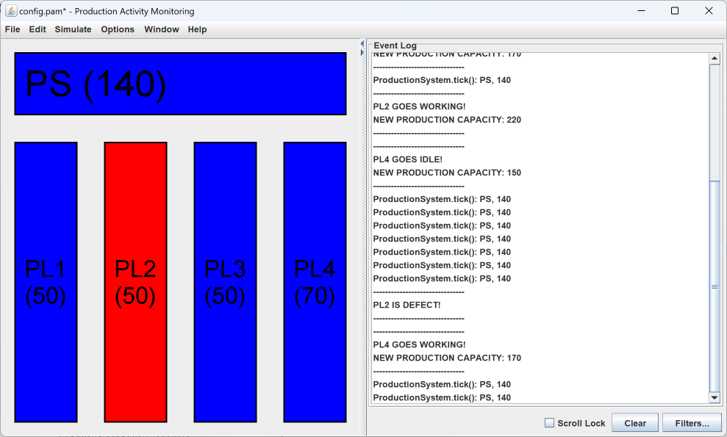 config.pam* - Production Activity Monitoring
File Edit Simulate Options Window Help
PS (140)
PL1
(50)
PL2
(50)
PL3
(50)
PL4
(70)
Event Log
NEW PRODUCTION CAPACITY: 170
-------------------------------
ProductionSystem.tick(): PS, 140
-------------------------------
PL2 GOES WORKING!
NEW PRODUCTION CAPACITY: 220
-------------------------------
-------------------------------
PL4 GOES IDLE!
NEW PRODUCTION CAPACITY: 150
-------------------------------
ProductionSystem.tick(): PS, 140
ProductionSystem.tick(): PS, 140
ProductionSystem.tick(): PS, 140
ProductionSystem.tick(): PS, 140
ProductionSystem.tick(): PS, 140
ProductionSystem.tick(): PS, 140
ProductionSystem.tick(): PS, 140
-------------------------------
PL2 IS DEFECT!
-------------------------------
-------------------------------
PL4 GOES WORKING!
NEW PRODUCTION CAPACITY: 170
-------------------------------
ProductionSystem.tick(): PS, 140
ProductionSystem.tick(): PS, 140
Scroll Lock Clear Filters...